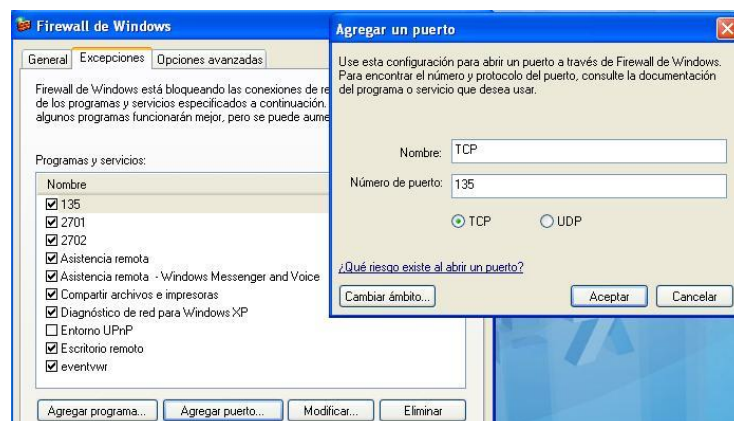 Firewall de Windows
General
Excepciones
Opciones avanzadas
Firewall de Windows está bloqueando las conexiones de
de los programas y servicios especificados a continuación.
algunos programas funcionarán mejor, pero se puede
Programas y servicios:
Nombre
135
2701
2702
Asistencia remota
Asistencia remota - Windows Messenger and Voice
Compartir archivos e impresoras
Diagnóstico de red para Windows XP
Entorno UPnP
Escritorio remoto
eventvwr
Agregar programa...
Agregar puerto...
Modificar...
Eliminar
Agregar un puerto
Use esta configuración para abrir un puerto a través de Firewall de Windows.
Para encontrar el número y protocolo del puerto, consulte la documentación
del programa o servicio que desea usar.
Nombre: TCP
Número de puerto: 135
TCP
UDP
¿Qué riesgo existe al abrir un puerto?
Cambiar ámbito...
Aceptar
Cancelar